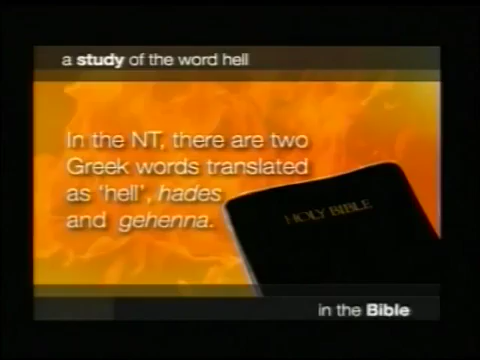 a study of the word hell
In the NT, there are two
Greek words translated
as 'hell', hades
and gehenna.
HOLY BIBLE
in the Bible